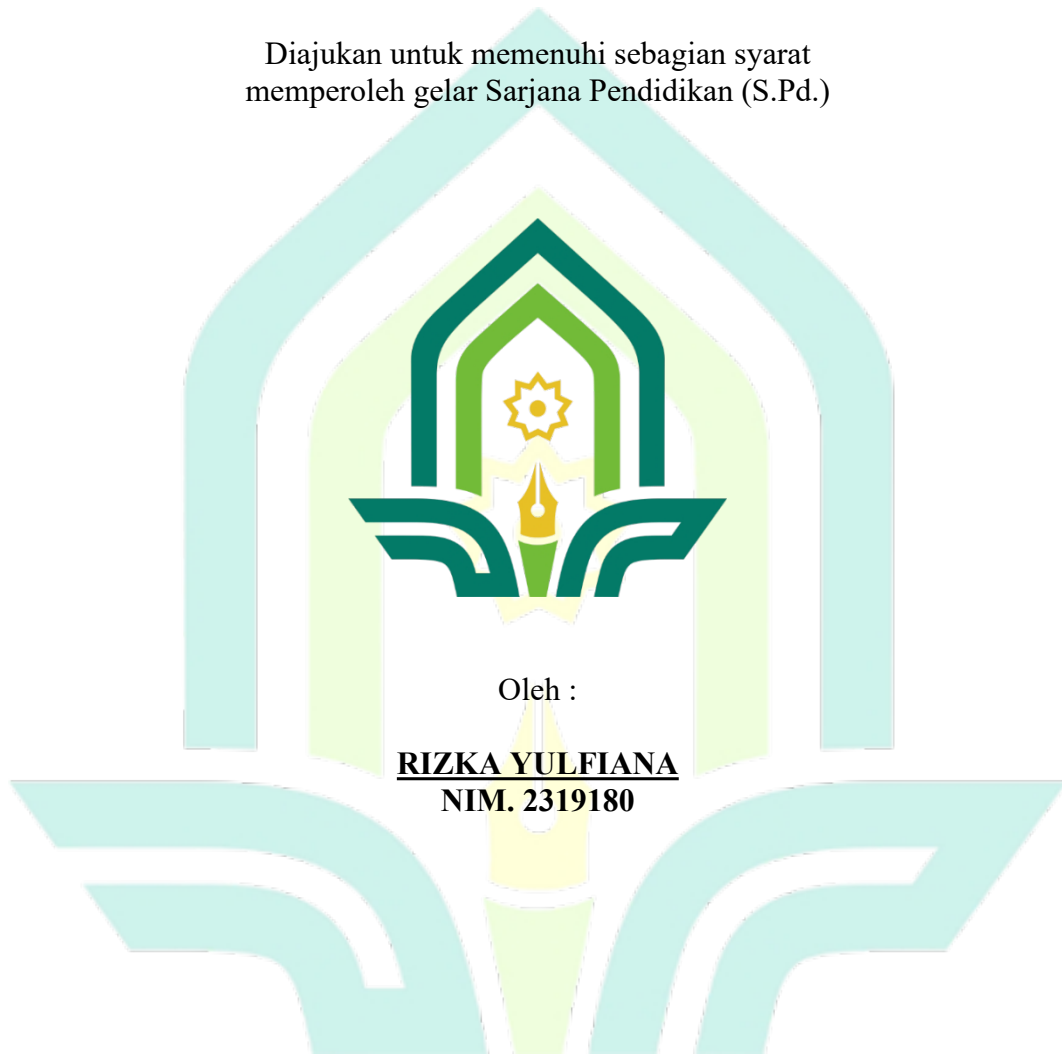 Diajukan untuk memenuhi sebagian syarat
memperoleh gelar Sarjana Pendidikan (S.Pd.)
Oleh :
RIZKA YULFIANA
NIM. 2319180